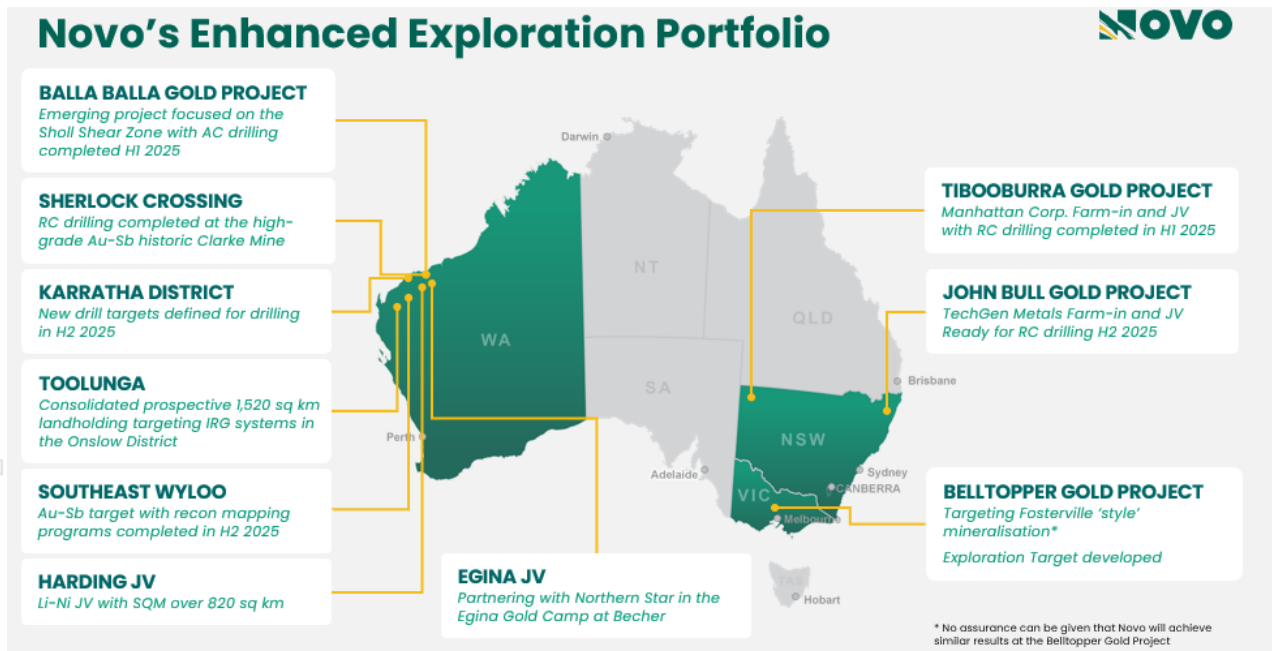 Novo's Enhanced Exploration Portfolio
NOVO
BALLA BALLA GOLD PROJECT
Emerging project focused on the
Sholl Shear Zone with AC drilling
completed H1 2025
SHERLOCK CROSSING
RC drilling completed at the high-
grade Au-Sb historic Clarke Mine
KARRATHA DISTRICT
New drill targets defined for drilling
in H2 2025
TOOLUNGA
Consolidated prospective 1,520 sq km
landholding targeting IRG systems in
the Onslow District
SOUTHEAST WYLOO
Au-Sb target with recon mapping
programs completed in H2 2025
HARDING JV
Li-Ni JV with SQM over 820 sq km
EGINA JV
Partnering with Northern Star in the
Egina Gold Camp at Becher
Darwin
NT
QLD
WA
SA
Brisbane
Perth
NSW
Adelaide
Sydney
CANBERRA
VIC
Melbourne
TAS
Hobart
TIBOOBURRA GOLD PROJECT
Manhattan Corp. Farm-in and JV
with RC drilling completed in H1 2025
JOHN BULL GOLD PROJECT
TechGen Metals Farm-in and JV
Ready for RC drilling H2 2025
BELLTOPPER GOLD PROJECT
Targeting Fosterville ‘style’
mineralisation*
Exploration Target developed
* No assurance can be given that Novo will achieve
similar results at the Belltopper Gold Project